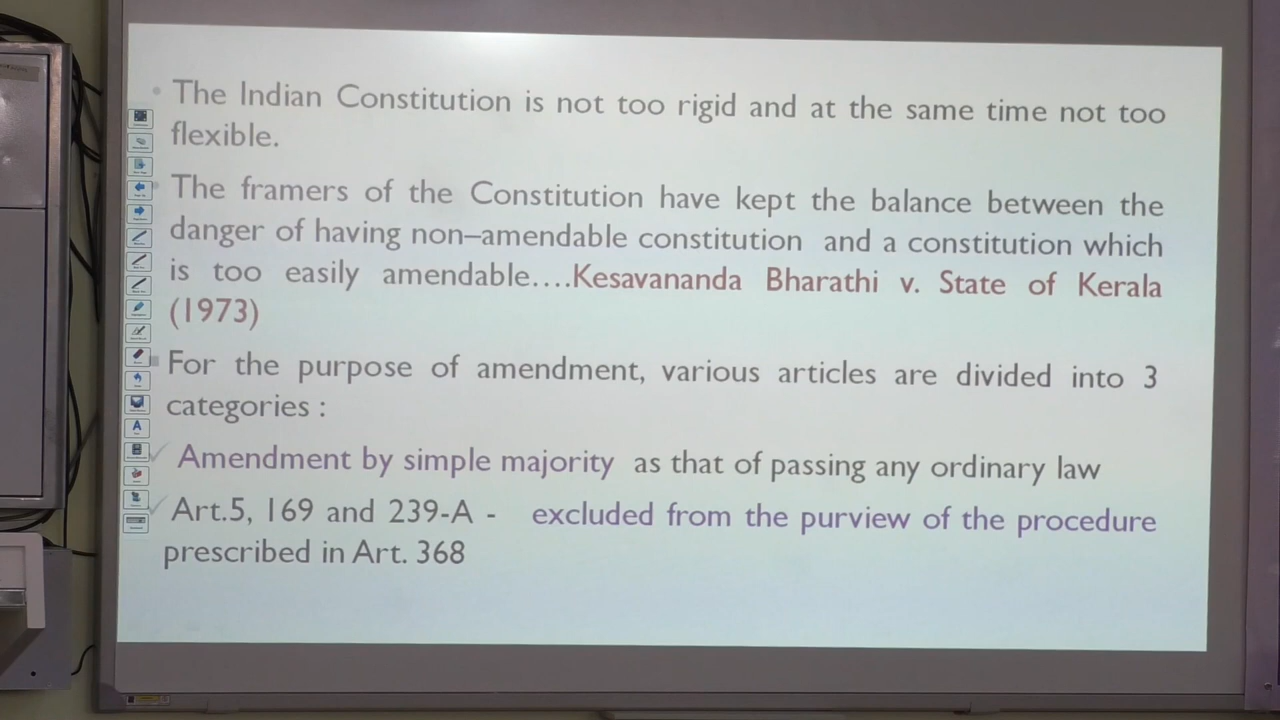 The Indian Constitution is not too rigid and at the same time not too
flexible.
The framers of the Constitution have kept the balance between the
danger of having non–amendable constitution and a constitution which
is too easily amendable....Kesavananda Bharathi v. State of Kerala
(1973)
For the purpose of amendment, various articles are divided into 3
categories :
Amendment by simple majority as that of passing any ordinary law
Art.5, 169 and 239-A - excluded from the purview of the procedure
prescribed in Art. 368